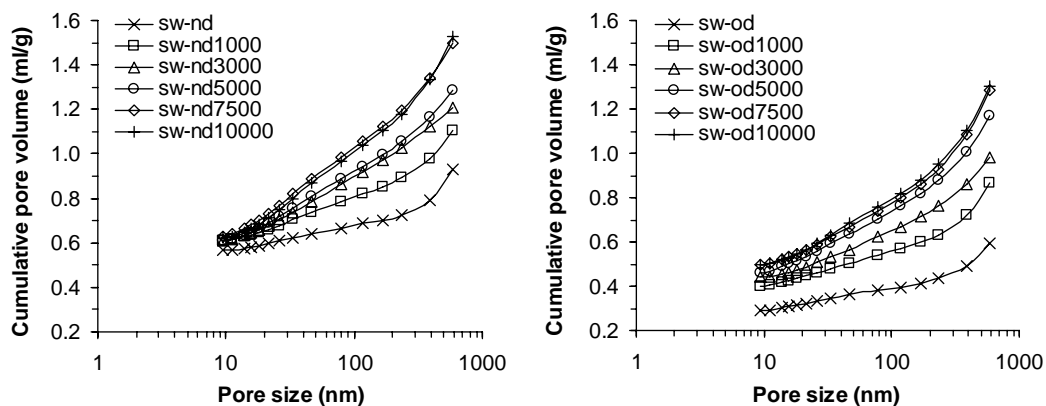 Cumulative pore volume (ml/g)
1.6
1.4
1.2
1.0
0.8
0.6
0.4
0.2
sw-nd
sw-nd1000
sw-nd3000
sw-nd5000
sw-nd7500
sw-nd10000
1 10 100 1000
Pore size (nm)
Cumulative pore volume (ml/g)
1.6
1.4
1.2
1.0
0.8
0.6
0.4
0.2
sw-od
sw-od1000
sw-od3000
sw-od5000
sw-od7500
sw-od10000
1 10 100 1000
Pore size (nm)